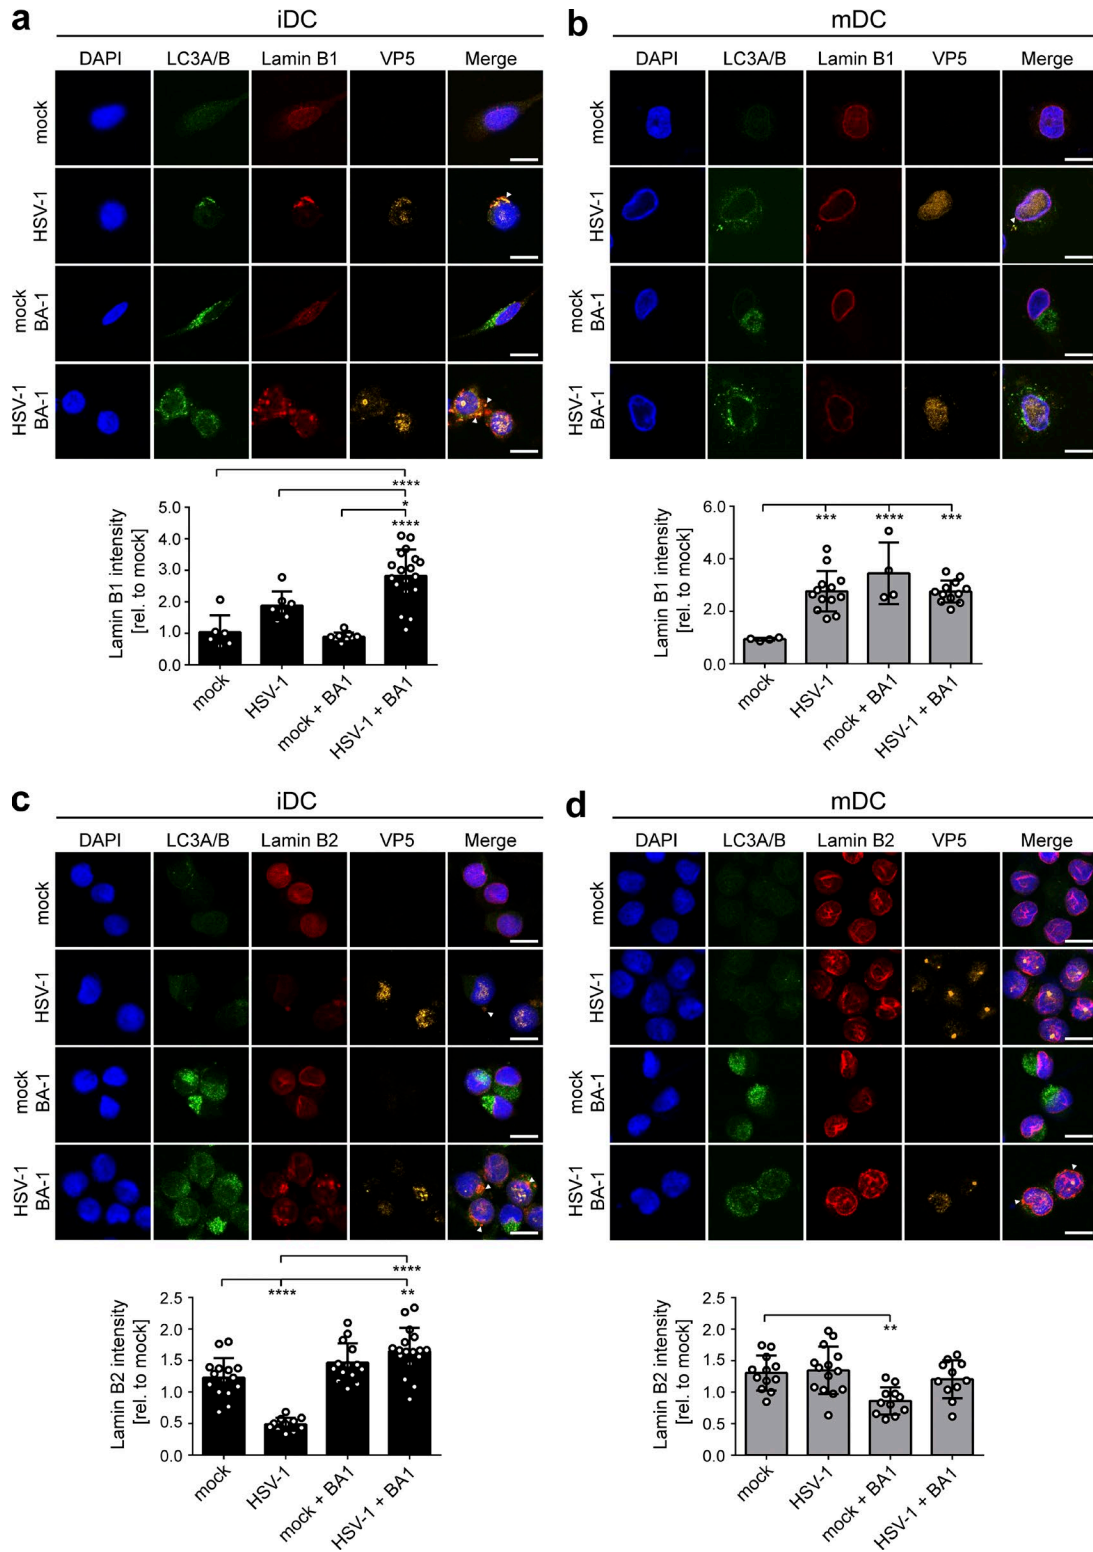 a
iDC
DAPI LC3A/B Lamin B1 VP5 Merge
mock
HSV-1
mock
BA-1
HSV-1
BA-1
****
*
****
Lamin B1 intensity
[rel. to mock]
5.0
4.0
3.0
2.0
1.0
0.0
mock
HSV-1
mock + BA1
HSV-1 + BA1
b
mDC
DAPI LC3A/B Lamin B1 VP5 Merge
mock
HSV-1
mock
BA-1
HSV-1
BA-1
*** **** ***
Lamin B1 intensity
[rel. to mock]
6.0
4.0
2.0
0.0
mock
HSV-1
mock + BA1
HSV-1 + BA1
c
iDC
DAPI LC3A/B Lamin B2 VP5 Merge
mock
HSV-1
mock
BA-1
HSV-1
BA-1
****
**** **
Lamin B2 intensity
[rel. to mock]
2.5
2.0
1.5
1.0
0.5
0.0
mock
HSV-1
mock + BA1
HSV-1 + BA1
d
mDC
DAPI LC3A/B Lamin B2 VP5 Merge
mock
HSV-1
mock
BA-1
HSV-1
BA-1
**
Lamin B2 intensity
[rel. to mock]
2.5
2.0
1.5
1.0
0.5
0.0
mock
HSV-1
mock + BA1
HSV-1 + BA1